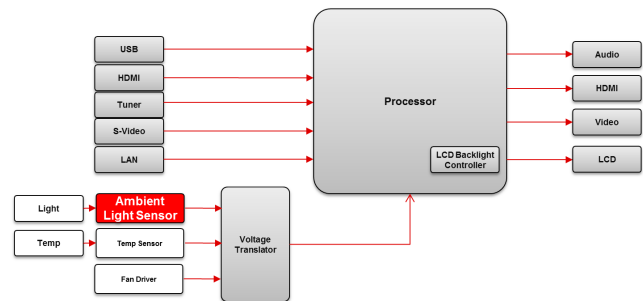 USB
HDMI
Tuner
S-Video
LAN
Processor
LCD Backlight
Controller
Audio
HDMI
Video
LCD
Light
Ambient
Light Sensor
Temp
Temp Sensor
Fan Driver
Voltage
Translator